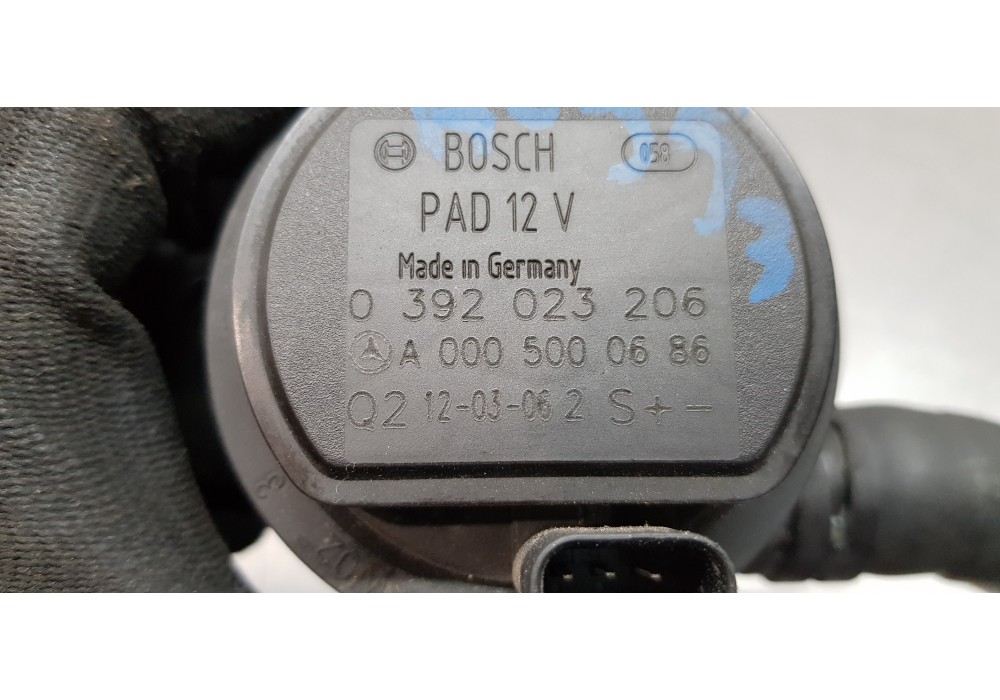 BOSCH 058
PAD 12 V
Made in Germany
0 392 023 206
A 000 500 06 86
Q2 12-03-06 2 S + -
3